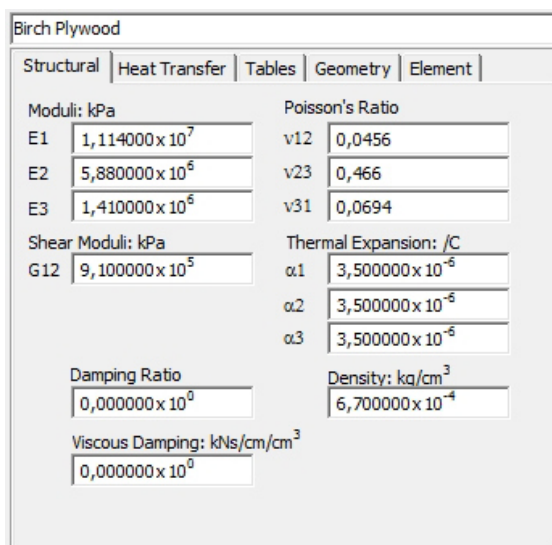 Birch Plywood
Structural Heat Transfer Tables Geometry Element
Moduli: kPa Poisson's Ratio
E1 1,114000x10⁷ ν12 0,0456
E2 5,880000x10⁶ ν23 0,466
E3 1,410000x10⁶ ν31 0,0694
Shear Moduli: kPa Thermal Expansion: /C
G12 9,100000x10⁵ α1 3,500000x10⁻⁶
α2 3,500000x10⁻⁶
α3 3,500000x10⁻⁶
Damping Ratio Density: kg/cm³
0,000000x10⁰ 6,700000x10⁻⁴
Viscous Damping: kNs/cm/cm³
0,000000x10⁰